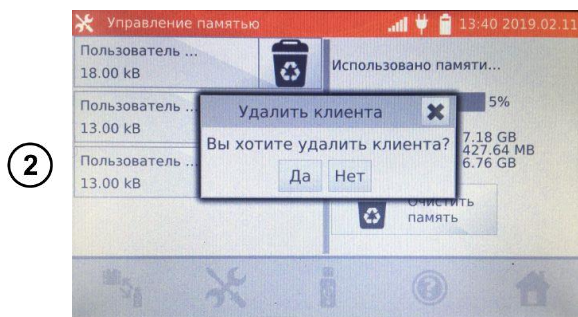 2
Управление памятью 13:40 2019.02.11
Пользователь ...
18.00 kB
Пользователь ...
13.00 kB
Пользователь ...
13.00 kB
Использовано памяти...
5%
7.18 GB
427.64 MB
6.76 GB
Очистить
память
Удалить клиента
Вы хотите удалить клиента?
Да Нет